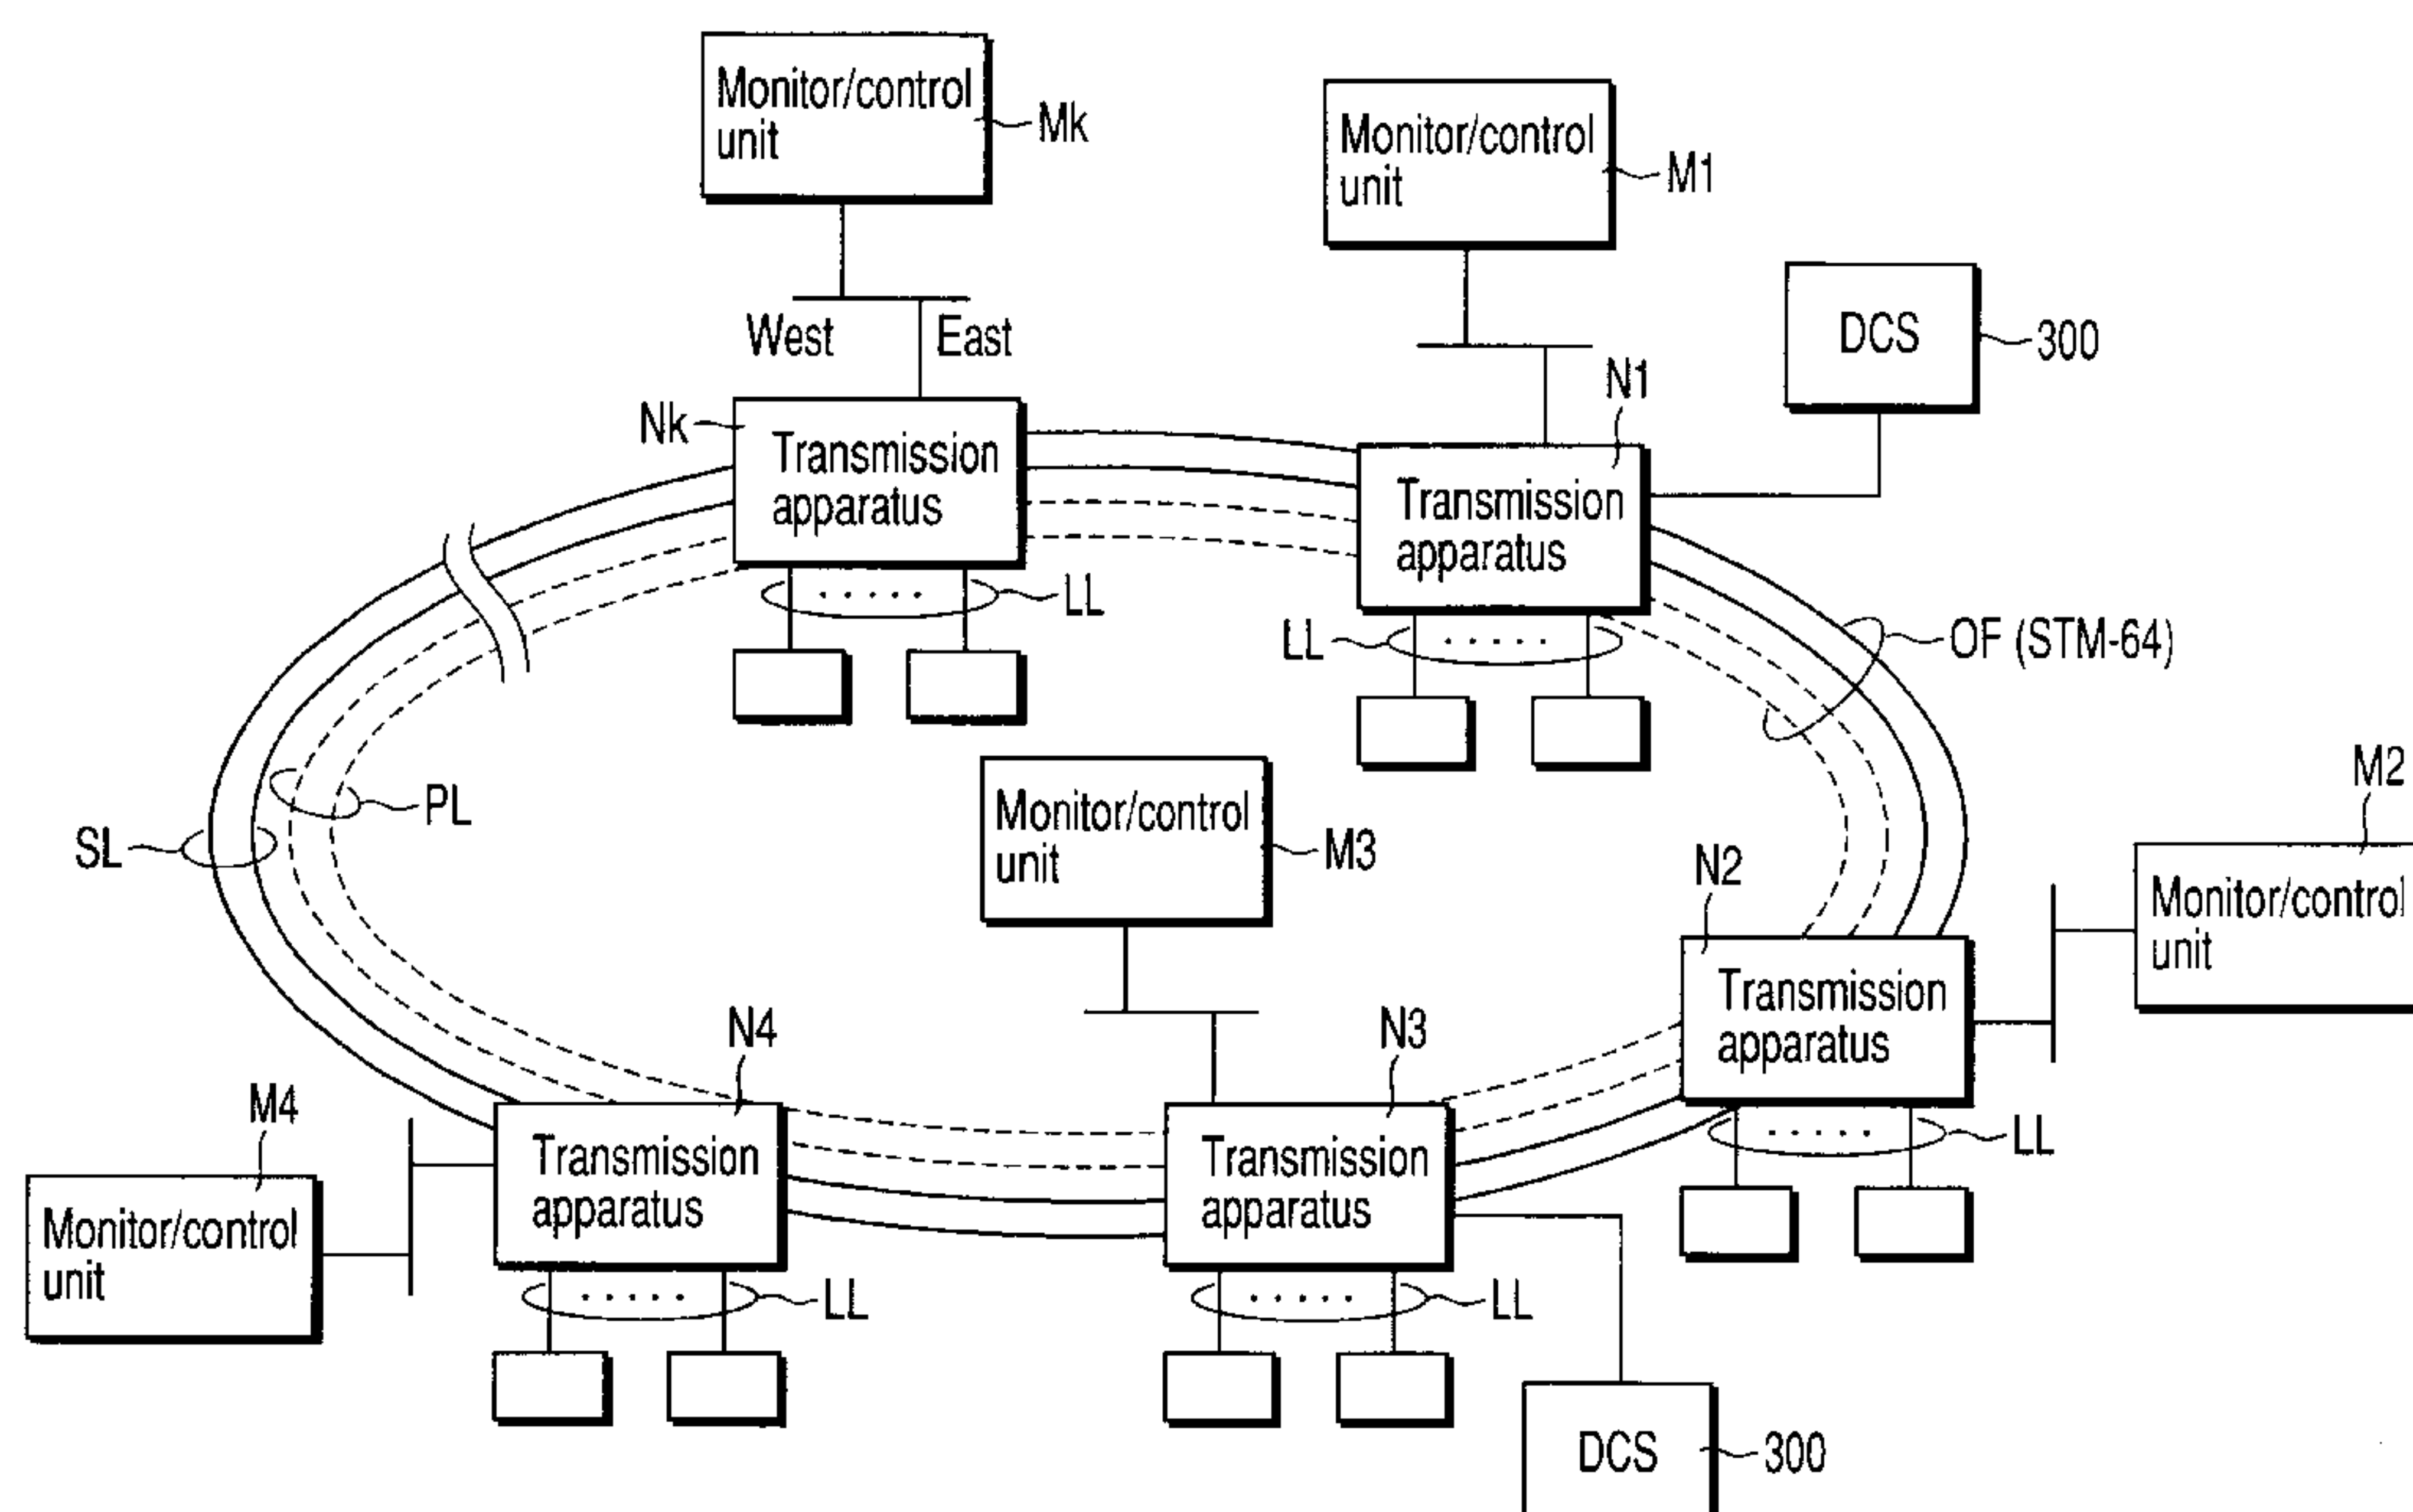 Monitor/control
unit
Mk
Monitor/control
unit
M1
DCS
300
West
East
N1
Nk
Transmission
apparatus
Transmission
apparatus
LL
LL
OF (STM-64)
PL
SL
Monitor/control
unit
M3
M2
N2
Monitor/control
unit
Transmission
apparatus
N4
N3
M4
LL
Transmission
apparatus
Transmission
apparatus
Monitor/control
unit
LL
LL
DCS
300